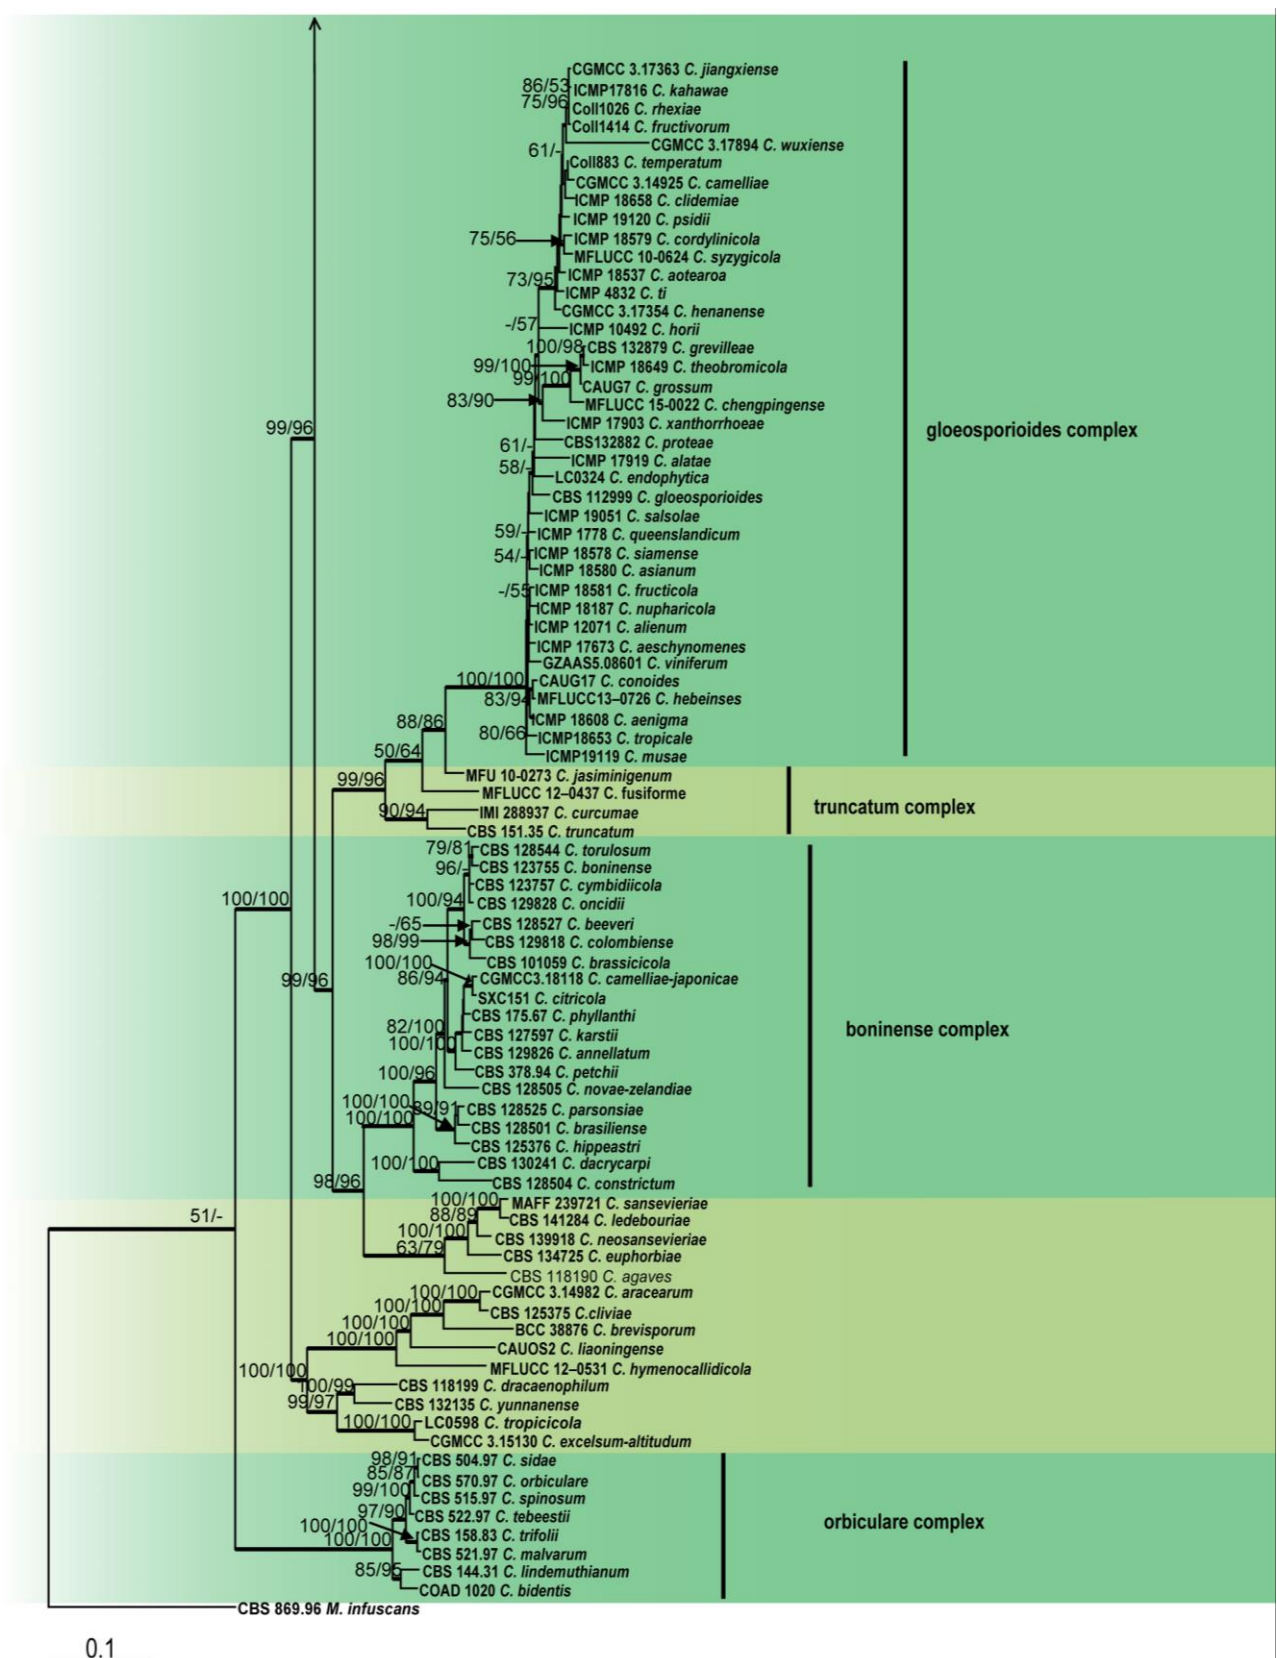 CGMCC 3.17363 C. jiangxiense
86/53
ICMP17816 C. kahawae
75/96
Coll1026 C. rhexiae
Coll1414 C. fructivorum
CGMCC 3.17894 C. wuxiense
61/-
Coll883 C. temperatum
CGMCC 3.14925 C. camelliae
ICMP 18658 C. clidemiae
ICMP 19120 C. psidii
75/56
ICMP 18579 C. cordylinicola
MFLUCC 10-0624 C. syzygicola
73/95
ICMP 18537 C. aotearoa
ICMP 4832 C. ti
CGMCC 3.17354 C. henanense
-/57
ICMP 10492 C. horii
100/98
CBS 132879 C. grevilleae
99/100
ICMP 18649 C. theobromicola
99/100
CAUG7 C. grossum
83/90
MFLUCC 15-0022 C. chengpingense
ICMP 17903 C. xanthorrhoeae
gloeosporioides complex
61/-
CBS132882 C. proteae
58/-
ICMP 17919 C. alatae
LC0324 C. endophytica
CBS 112999 C. gloeosporioides
ICMP 19051 C. salsolae
59/-
ICMP 1778 C. queenslandicum
54/-
ICMP 18578 C. siamense
ICMP 18580 C. asianum
-/55
ICMP 18581 C. fructicola
ICMP 18187 C. nupharicola
ICMP 12071 C. alienum
ICMP 17673 C. aeschynomenes
GZAAS5.08601 C. viniferum
100/100
CAUG17 C. conoides
83/94
MFLUCC13–0726 C. hebeinses
ICMP 18608 C. aenigma
80/66
ICMP18653 C. tropicale
ICMP19119 C. musae
99/96
88/86
50/64
99/96
MFU 10-0273 C. jasiminigenum
MFLUCC 12–0437 C. fusiforme
90/94
IMI 288937 C. curcumae
CBS 151.35 C. truncatum
truncatum complex
79/81
CBS 128544 C. torulosum
96/-
CBS 123755 C. boninense
CBS 123757 C. cymbidiicola
100/94
CBS 129828 C. oncidii
-/65
CBS 128527 C. beeveri
98/99
CBS 129818 C. colombiense
100/100
CBS 101059 C. brassicicola
86/94
CGMCC3.18118 C. camelliae-japonicae
SXC151 C. citricola
CBS 175.67 C. phyllanthi
82/100
CBS 127597 C. karstii
100/100
CBS 129826 C. annellatum
CBS 378.94 C. petchii
100/96
CBS 128505 C. novae-zelandiae
100/100
89/91
CBS 128525 C. parsonsiae
100/100
CBS 128501 C. brasiliense
CBS 125376 C. hippeastri
100/100
CBS 130241 C. dacrycarpi
CBS 128504 C. constrictum
boninense complex
100/100
99/96
98/96
100/100
MAFF 239721 C. sansevieriae
88/89
CBS 141284 C. ledebouriae
100/100
CBS 139918 C. neosansevieriae
63/79
CBS 134725 C. euphorbiae
CBS 118190 C. agaves
51/-
100/100
CGMCC 3.14982 C. aracearum
100/100
CBS 125375 C.cliviae
100/100
BCC 38876 C. brevisporum
100/100
CAUOS2 C. liaoningense
MFLUCC 12–0531 C. hymenocallidicola
100/100
100/99
CBS 118199 C. dracaenophilum
99/97
CBS 132135 C. yunnanense
100/100
LC0598 C. tropicicola
CGMCC 3.15130 C. excelsum-altitudum
98/91
CBS 504.97 C. sidae
85/87
CBS 570.97 C. orbiculare
99/100
CBS 515.97 C. spinosum
97/90
CBS 522.97 C. tebeestii
100/100
CBS 158.83 C. trifolii
100/100
CBS 521.97 C. malvarum
85/95
CBS 144.31 C. lindemuthianum
COAD 1020 C. bidentis
orbiculare complex
CBS 869.96 M. infuscans
0.1